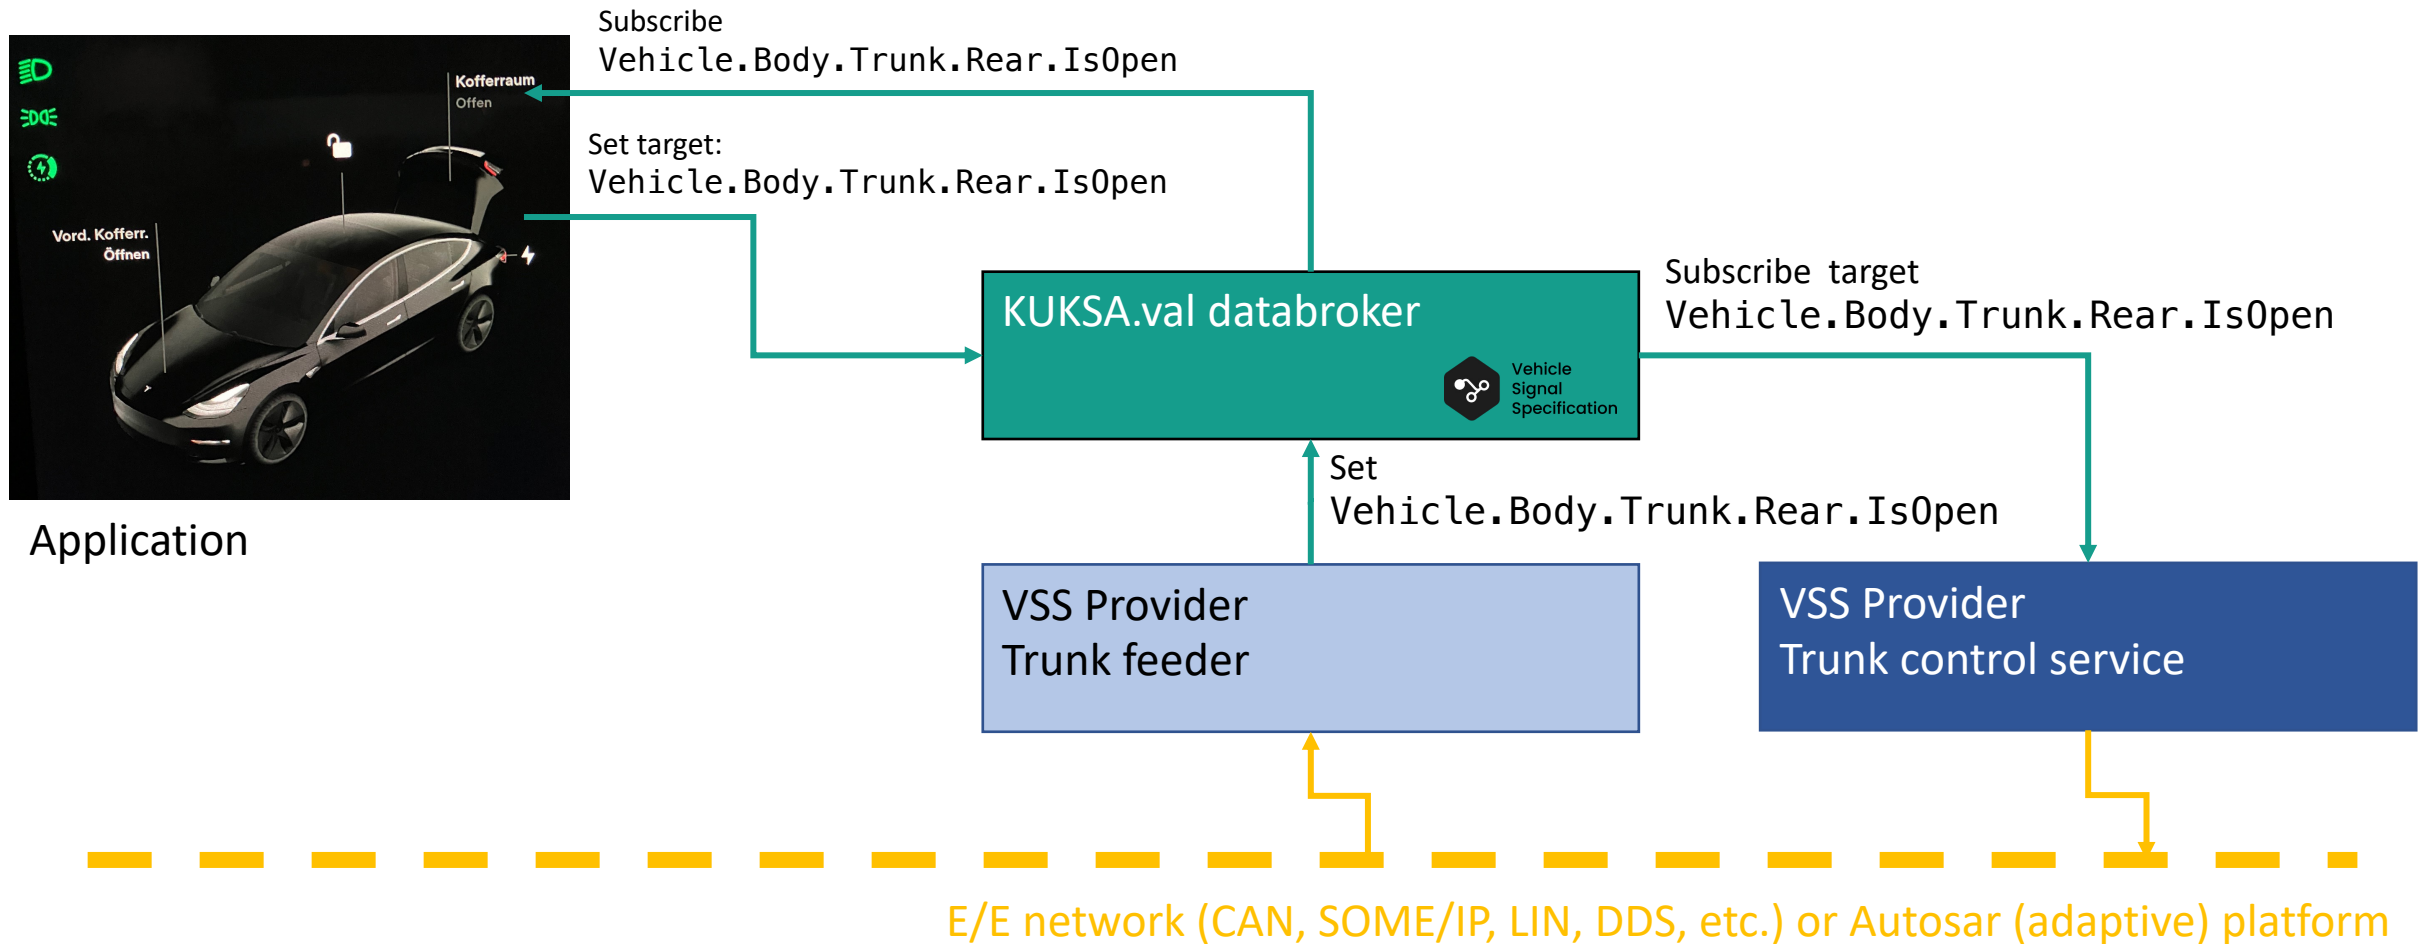 Subscribe
Vehicle.Body.Trunk.Rear.IsOpen
Kofferraum
Offen
Set target:
Vehicle.Body.Trunk.Rear.IsOpen
Vord. Kofferr.
Öffnen
KUKSA.val databroker
Vehicle
Signal
Specification
Subscribe target
Vehicle.Body.Trunk.Rear.IsOpen
Set
Vehicle.Body.Trunk.Rear.IsOpen
Application
VSS Provider
Trunk feeder
VSS Provider
Trunk control service
E/E network (CAN, SOME/IP, LIN, DDS, etc.) or Autosar (adaptive) platform